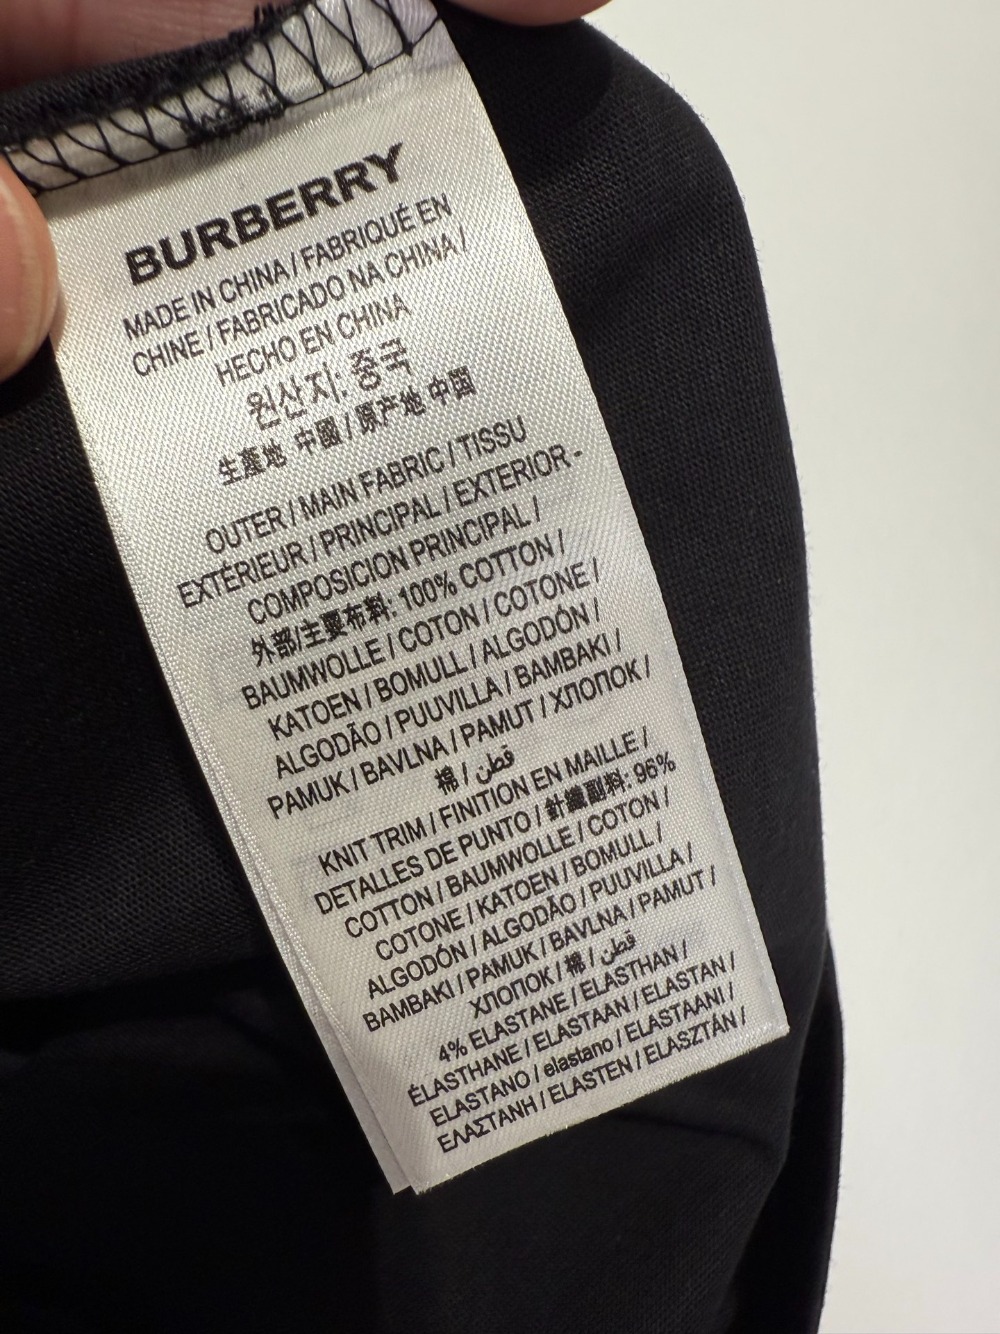 BURBERRY
MADE IN CHINA / FABRIQUÉ EN
CHINE / FABRICADO NA CHINA /
HECHO EN CHINA
원산지: 중국
生產地 中國 / 原产地 中国
OUTER / MAIN FABRIC / TISSU
EXTÉRIEUR / PRINCIPAL / EXTERIOR -
COMPOSICION PRINCIPAL /
外部/主要布料: 100% COTTON /
BAUMWOLLE / COTON / COTONE /
KATOEN / BOMULL / ALGODÓN /
ALGODÃO / PUUVILLA / BAMBAKI /
PAMUK / BAVLNA / PAMUT / ХЛОПОК /
棉 / قطن
KNIT TRIM / FINITION EN MAILLE /
DETALLES DE PUNTO / 針織副料: 96%
COTTON / BAUMWOLLE / COTON /
COTONE / KATOEN / BOMULL /
ALGODÓN / ALGODÃO / PUUVILLA /
BAMBAKI / PAMUK / BAVLNA / PAMUT /
ХЛОПОК / 棉 / قطن
4% ELASTANE / ELASTHAN /
ÉLASTHANE / ELASTAAN / ELASTAN /
ELASTANO / elastano / ELASTAANI /
ΕΛΑΣΤΑΝΗ / ELASTEN / ELASZTÁN /